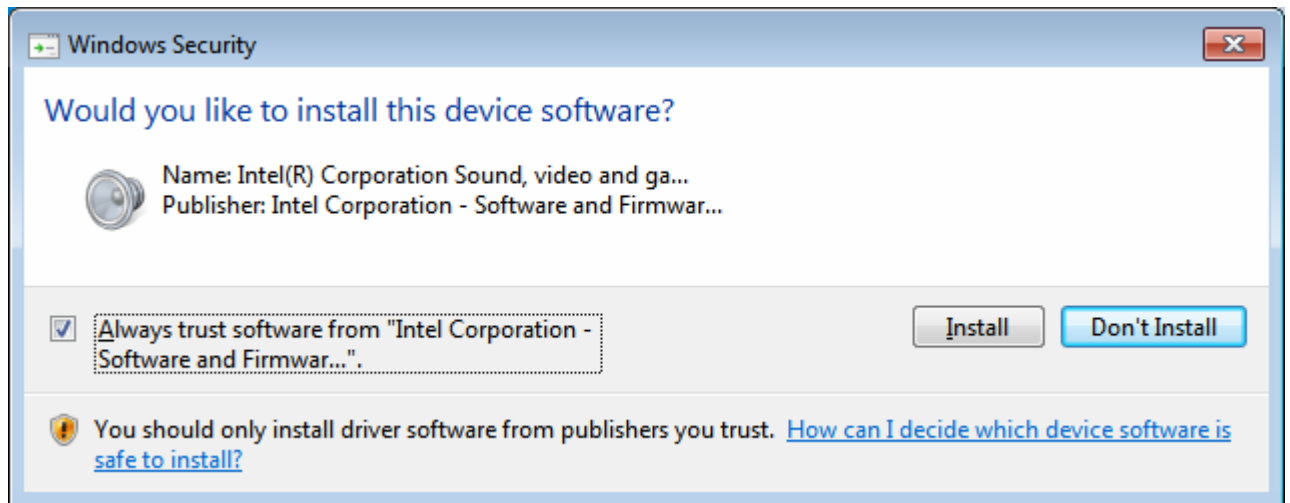 Windows Security
Would you like to install this device software?
Name: Intel(R) Corporation Sound, video and ga...
Publisher: Intel Corporation - Software and Firmwar...
Always trust software from "Intel Corporation -
Software and Firmwar...".
Install
Don't Install
You should only install driver software from publishers you trust. How can I decide which device software is
safe to install?